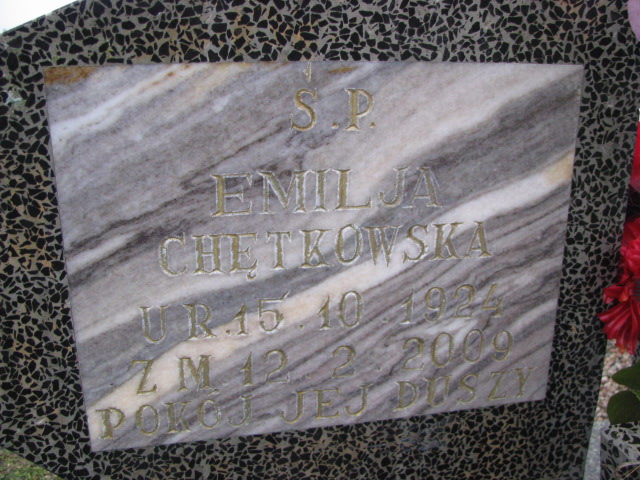 Ś.P.
EMILJA
CHĘTKOWSKA
UR.15.10.1924
ZM.12.2.2009
POKÓJ JEJ DUSZY